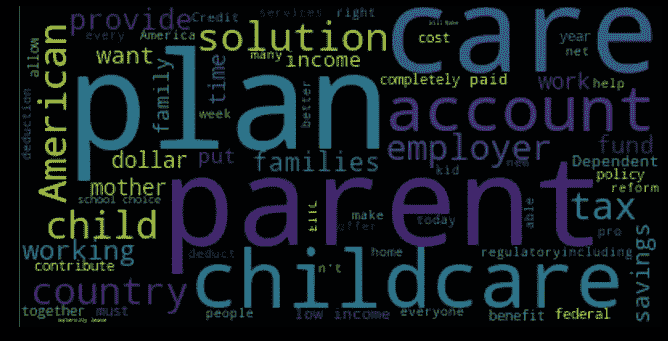 provide
Credit
services
right
American
allow
every
America
want
solution
many
income
time
care
cost
year
net
completely
paid
work
help
deduction
family
plan
week
better
account
employer
fund
dollar
put
families
kid
new
Dependent
policy
reform
mother
school choice
child
parent
offer
make
today
able
tax
pro
working
deduct
n't
home
regulatory
including
contribute
childcare
country
savings
together
must
people
low income
everyone
benefit
federal